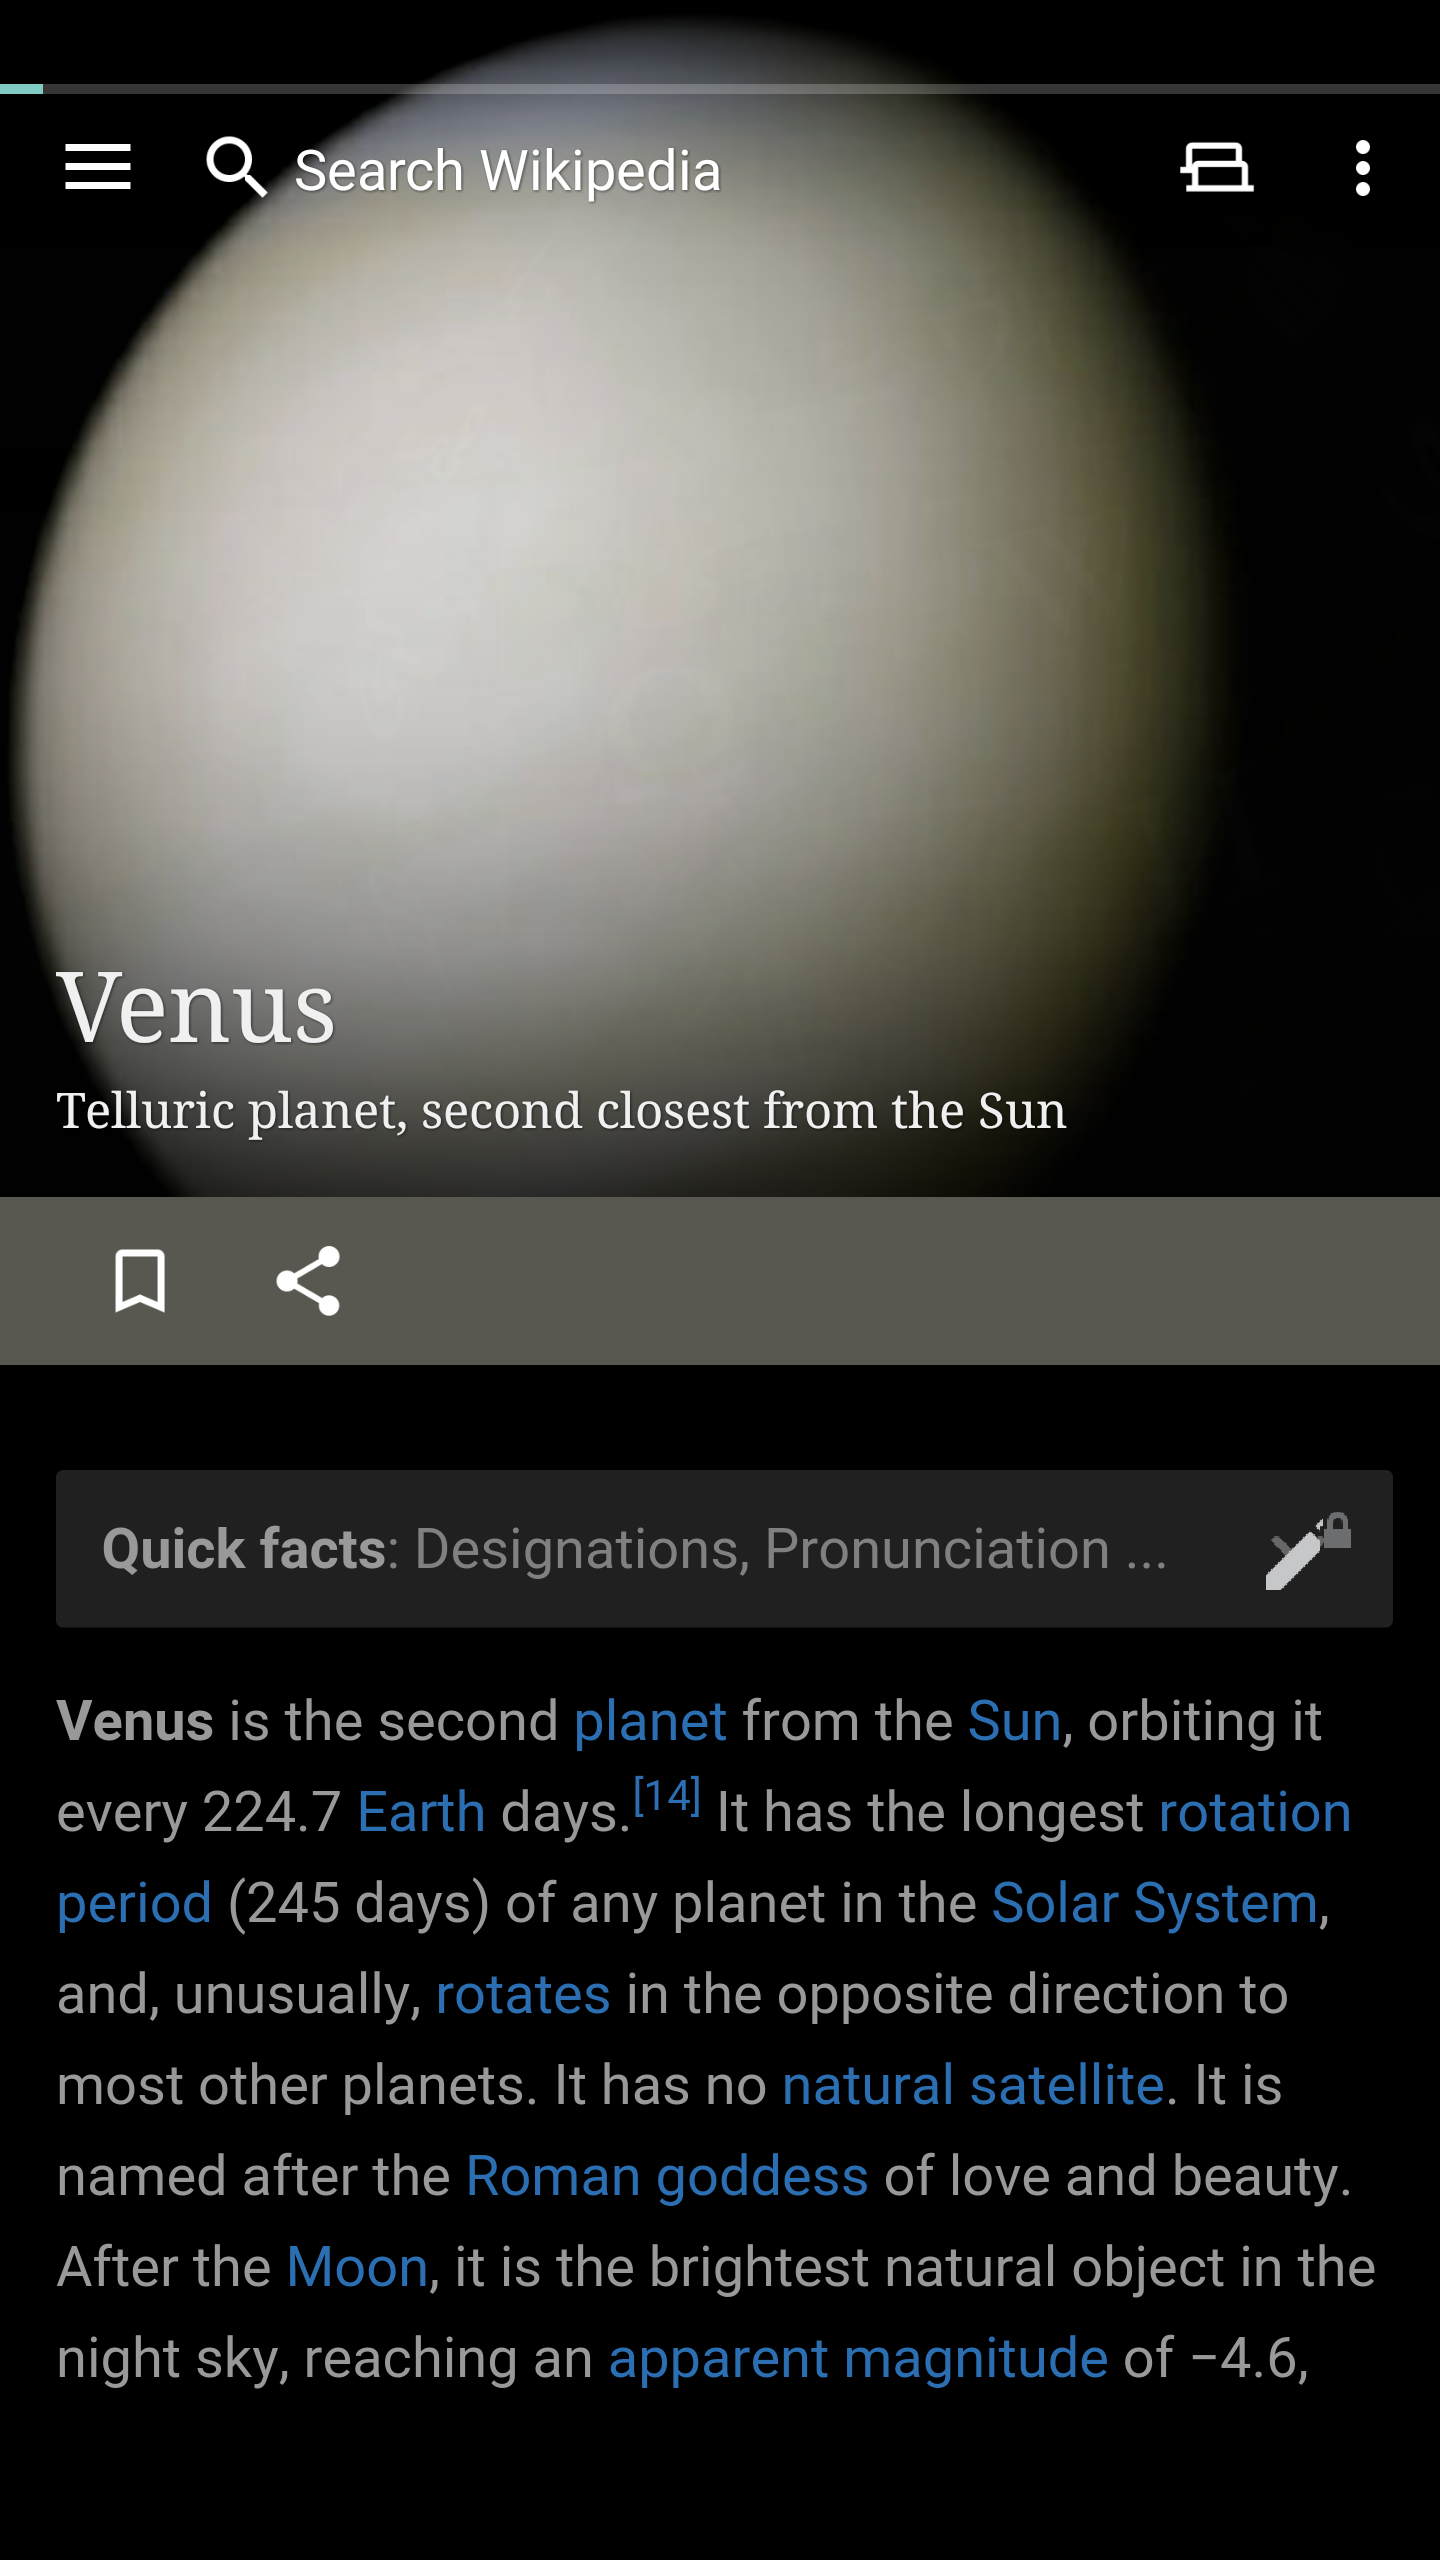 Search Wikipedia
Venus
Telluric planet, second closest from the Sun
Quick facts: Designations, Pronunciation ...
Venus is the second planet from the Sun, orbiting it
every 224.7 Earth days.[14] It has the longest rotation
period (245 days) of any planet in the Solar System,
and, unusually, rotates in the opposite direction to
most other planets. It has no natural satellite. It is
named after the Roman goddess of love and beauty.
After the Moon, it is the brightest natural object in the
night sky, reaching an apparent magnitude of −4.6,